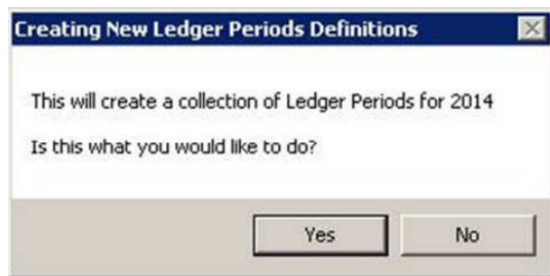 Creating New Ledger Periods Definitions
This will create a collection of Ledger Periods for 2014
Is this what you would like to do?
Yes
No